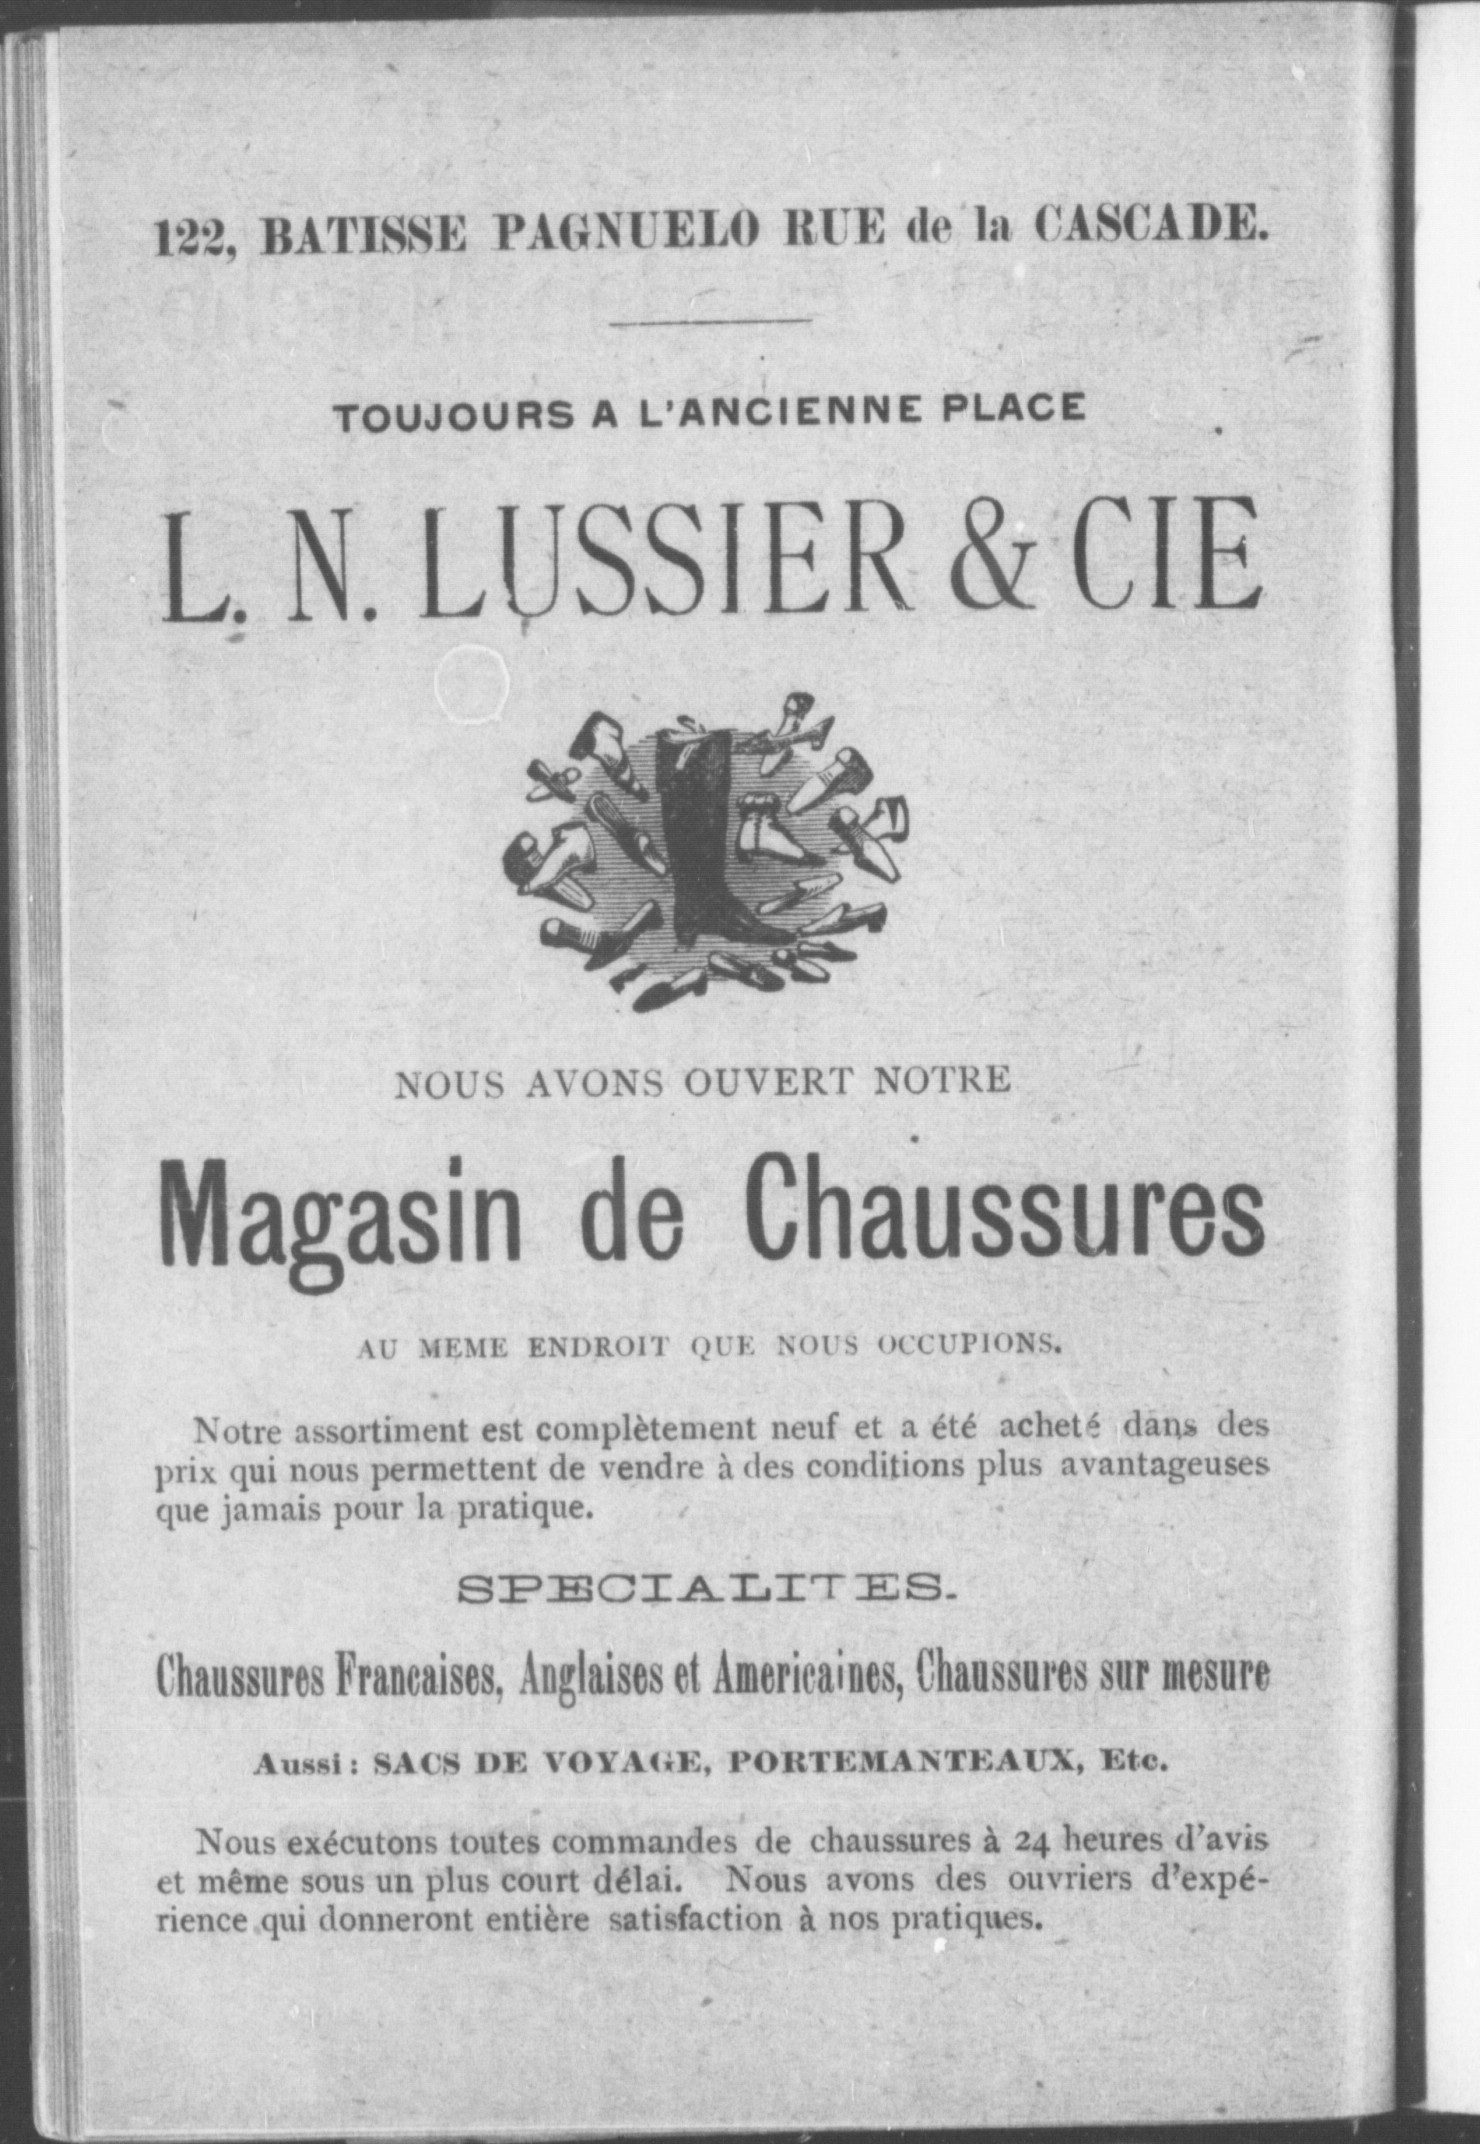 122, BATISSE PAGNUELO RUE de la CASCADE.
TOUJOURS A L'ANCIENNE PLACE
L. N. LUSSIER & CIE
NOUS AVONS OUVERT NOTRE
Magasin de Chaussures
AU MEME ENDROIT QUE NOUS OCCUPIONS.
Notre assortiment est complètement neuf et a été acheté dans des
prix qui nous permettent de vendre à des conditions plus avantageuses
que jamais pour la pratique.
SPECIALITES.
Chaussures Francaises, Anglaises et Americaines, Chaussures sur mesure
Aussi: SACS DE VOYAGE, PORTEMANTEAUX, Etc.
Nous exécutons toutes commandes de chaussures à 24 heures d'avis
et même sous un plus court délai. Nous avons des ouvriers d'expé-
rience qui donneront entière satisfaction à nos pratiques.